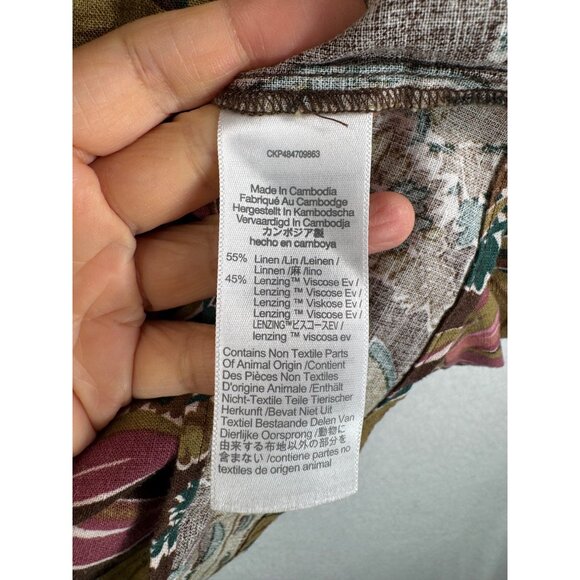 CKP484709863
Made In Cambodia
Fabriqué Au Cambodge
Hergestellt In Kambodscha
Vervaardigd In Cambodja
カンボジア製
hecho en camboya
55% Linen /Lin /Leinen /
Linnen /麻 /lino
45% Lenzing™ Viscose Ev /
Lenzing ™ Viscose Ev /
Lenzing ™ Viskose Ev /
Lenzing ™ Viscose Ev /
LENZING™ビスコースEV /
lenzing ™ viscosa ev
Contains Non Textile Parts
Of Animal Origin /Contient
Des Pièces Non Textiles
D'origine Animale /Enthält
Nicht-Textile Teile Tierischer
Herkunft /Bevat Niet Uit
Textiel Bestaande Delen Van
Dierlijke Oorsprong /動物に
由来する布地以外の部分を
含まない /contiene partes no
textiles de origen animal